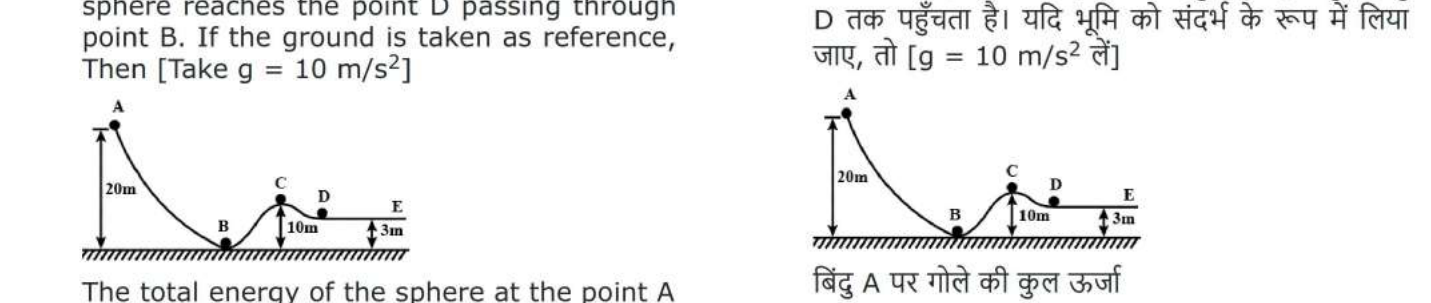 sphere reaches the point D passing through
point B. If the ground is taken as reference,
Then [Take g = 10 m/s²]
A
20m
C
D
E
B
10m
3m
The total energy of the sphere at the point A
D तक पहुँचता है। यदि भूमि को संदर्भ के रूप में लिया
जाए, तो [g = 10 m/s² लें]
A
20m
C
D
E
B
10m
3m
बिंदु A पर गोले की कुल ऊर्जा